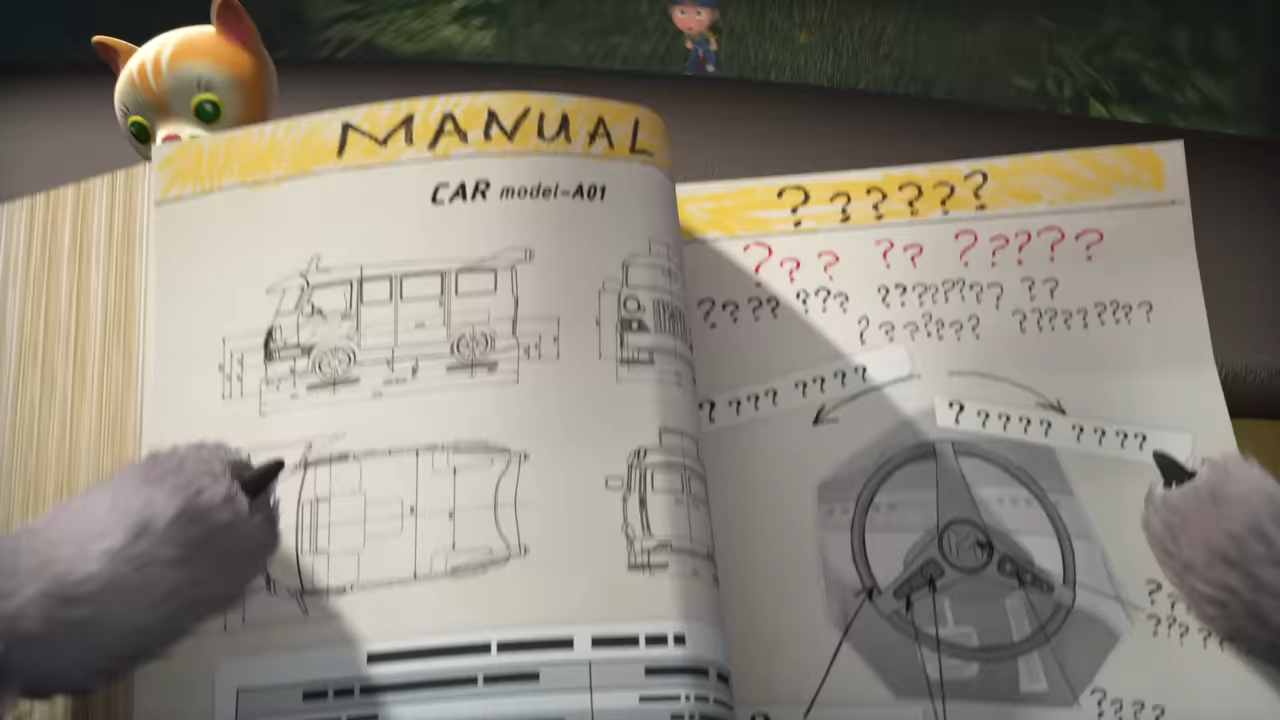 MANUAL
CAR model-A01
? ? ? ? ?
? ? ? ? ? ? ? ? ? ?
???? ??? ???????? ??
?????? ?????????
? ??? ????
? ???? ????
????